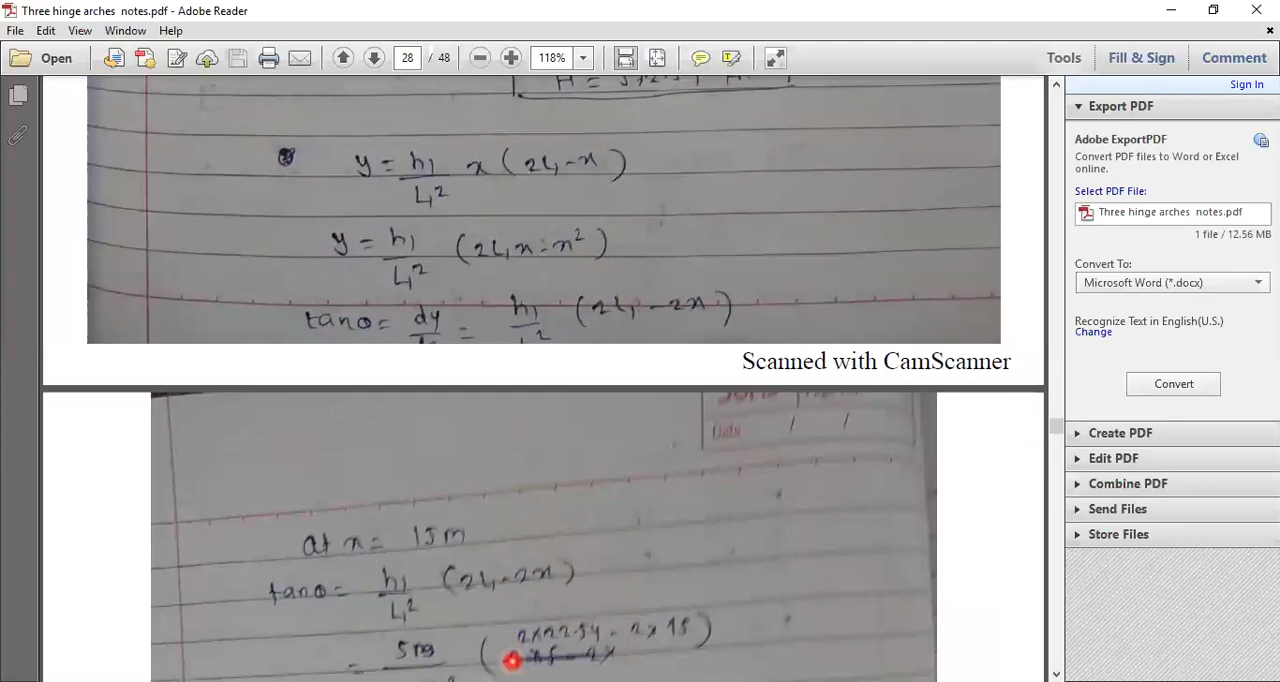 Three hinge arches notes.pdf - Adobe Reader
File Edit View Window Help
Open 28 / 48 118% Tools Fill & Sign Comment
Sign In
Export PDF
Adobe ExportPDF
Convert PDF files to Word or Excel
online.
Select PDF File:
Three hinge arches notes.pdf
1 file / 12.56 MB
Convert To:
Microsoft Word (*.docx)
Recognize Text in English(U.S.)
Change
Convert
Create PDF
Edit PDF
Combine PDF
Send Files
Store Files
y = h1/L1² x (2L1 - x)
y = h1/L1² (2L1x - x²)
tanθ = dy = h1/L1² (2L1 - 2x)
Scanned with CamScanner
Date / /
at x = 15m
tanθ = h1/L1² (2L1 - 2x)
= (2x22.54 - 2x15)